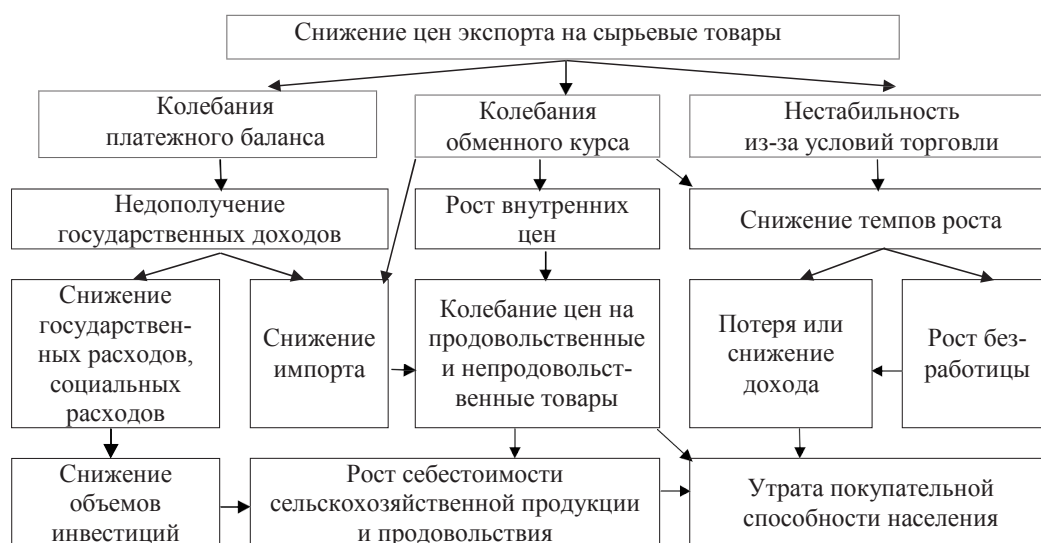 Снижение цен экспорта на сырьевые товары
Колебания
платежного баланса
Колебания
обменного курса
Нестабильность
из-за условий торговли
Недополучение
государственных доходов
Рост внутренних
цен
Снижение темпов роста
Снижение
государствен-
ных расходов,
социальных
расходов
Снижение
импорта
Колебание цен на
продовольственные
и непродовольст-
венные товары
Потеря или
снижение
дохода
Рост без-
работицы
Снижение
объемов
инвестиций
Рост себестоимости
сельскохозяйственной продукции
и продовольствия
Утрата покупательной
способности населения